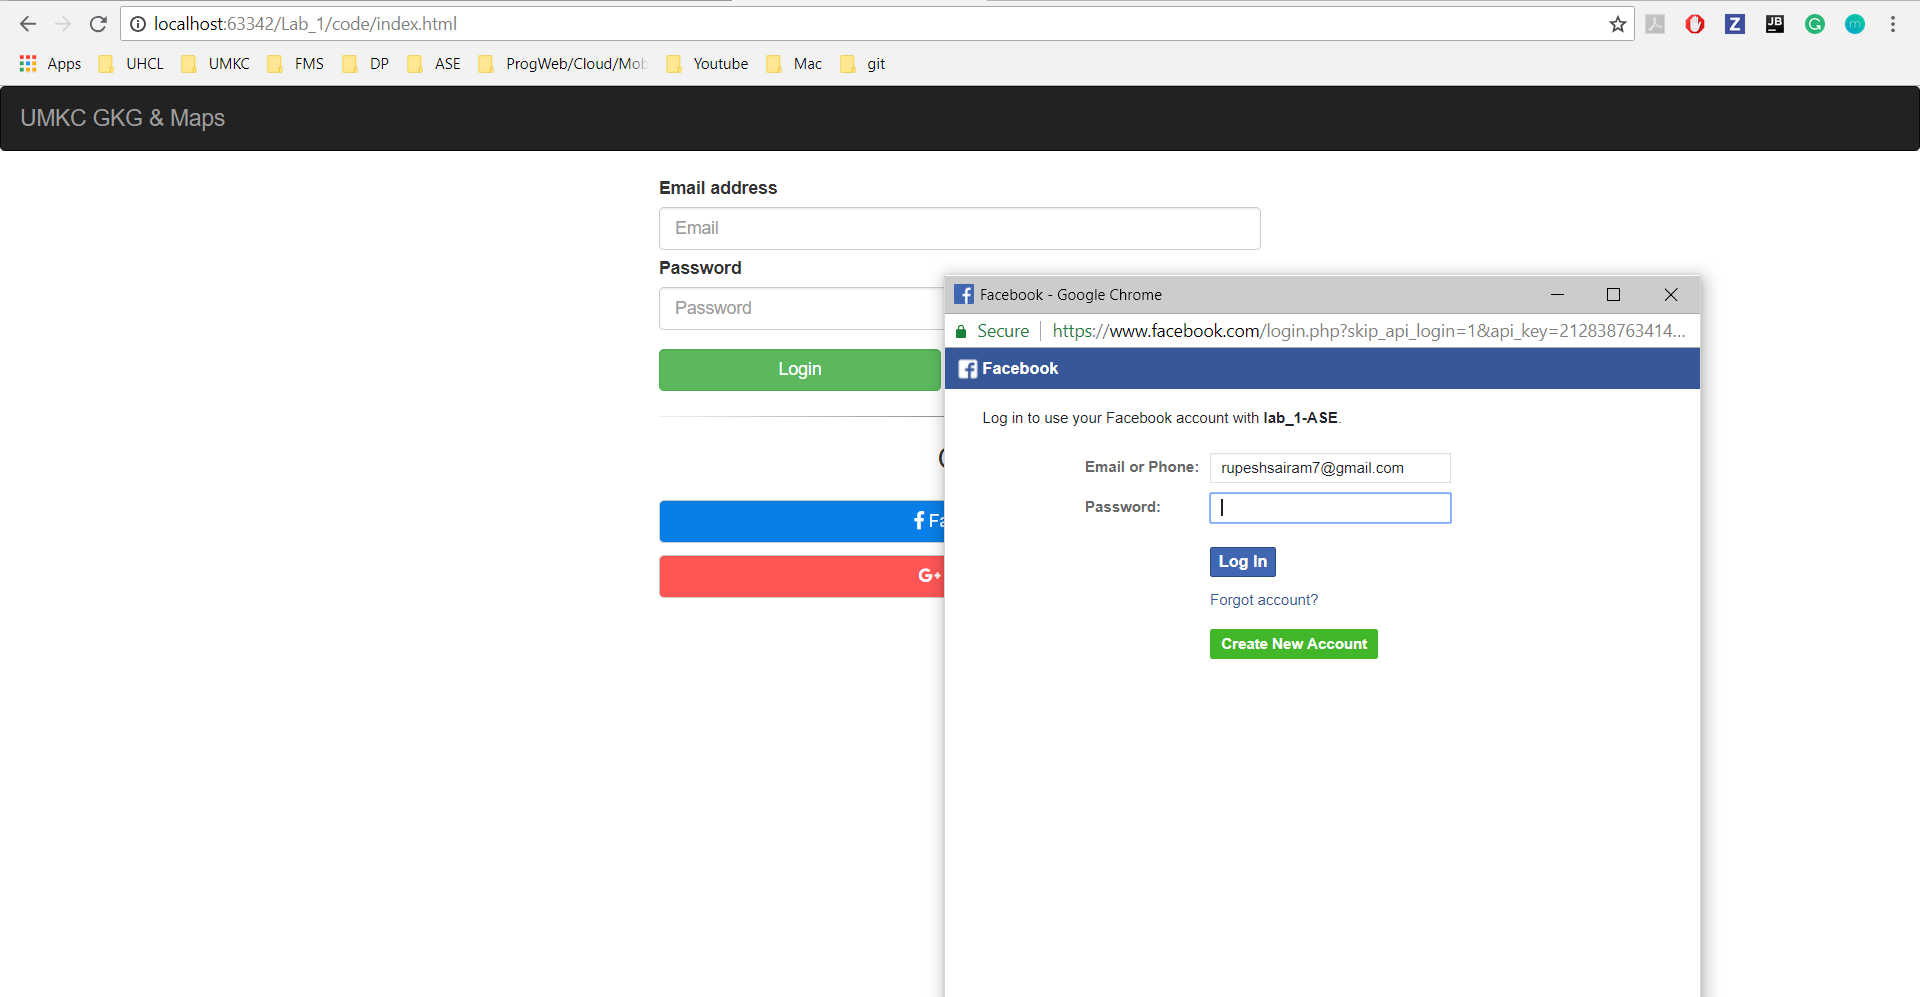 localhost:63342/Lab_1/code/index.html
Apps UHCL UMKC FMS DP ASE ProgWeb/Cloud/Mob Youtube Mac git
UMKC GKG & Maps
Email address
Email
Password
Password
Login
Facebook - Google Chrome
Secure https://www.facebook.com/login.php?skip_api_login=1&api_key=212838763414...
Facebook
Log in to use your Facebook account with lab_1-ASE.
Email or Phone: rupeshsairam7@gmail.com
Password:
Log In
Forgot account?
Create New Account
Fa
G+